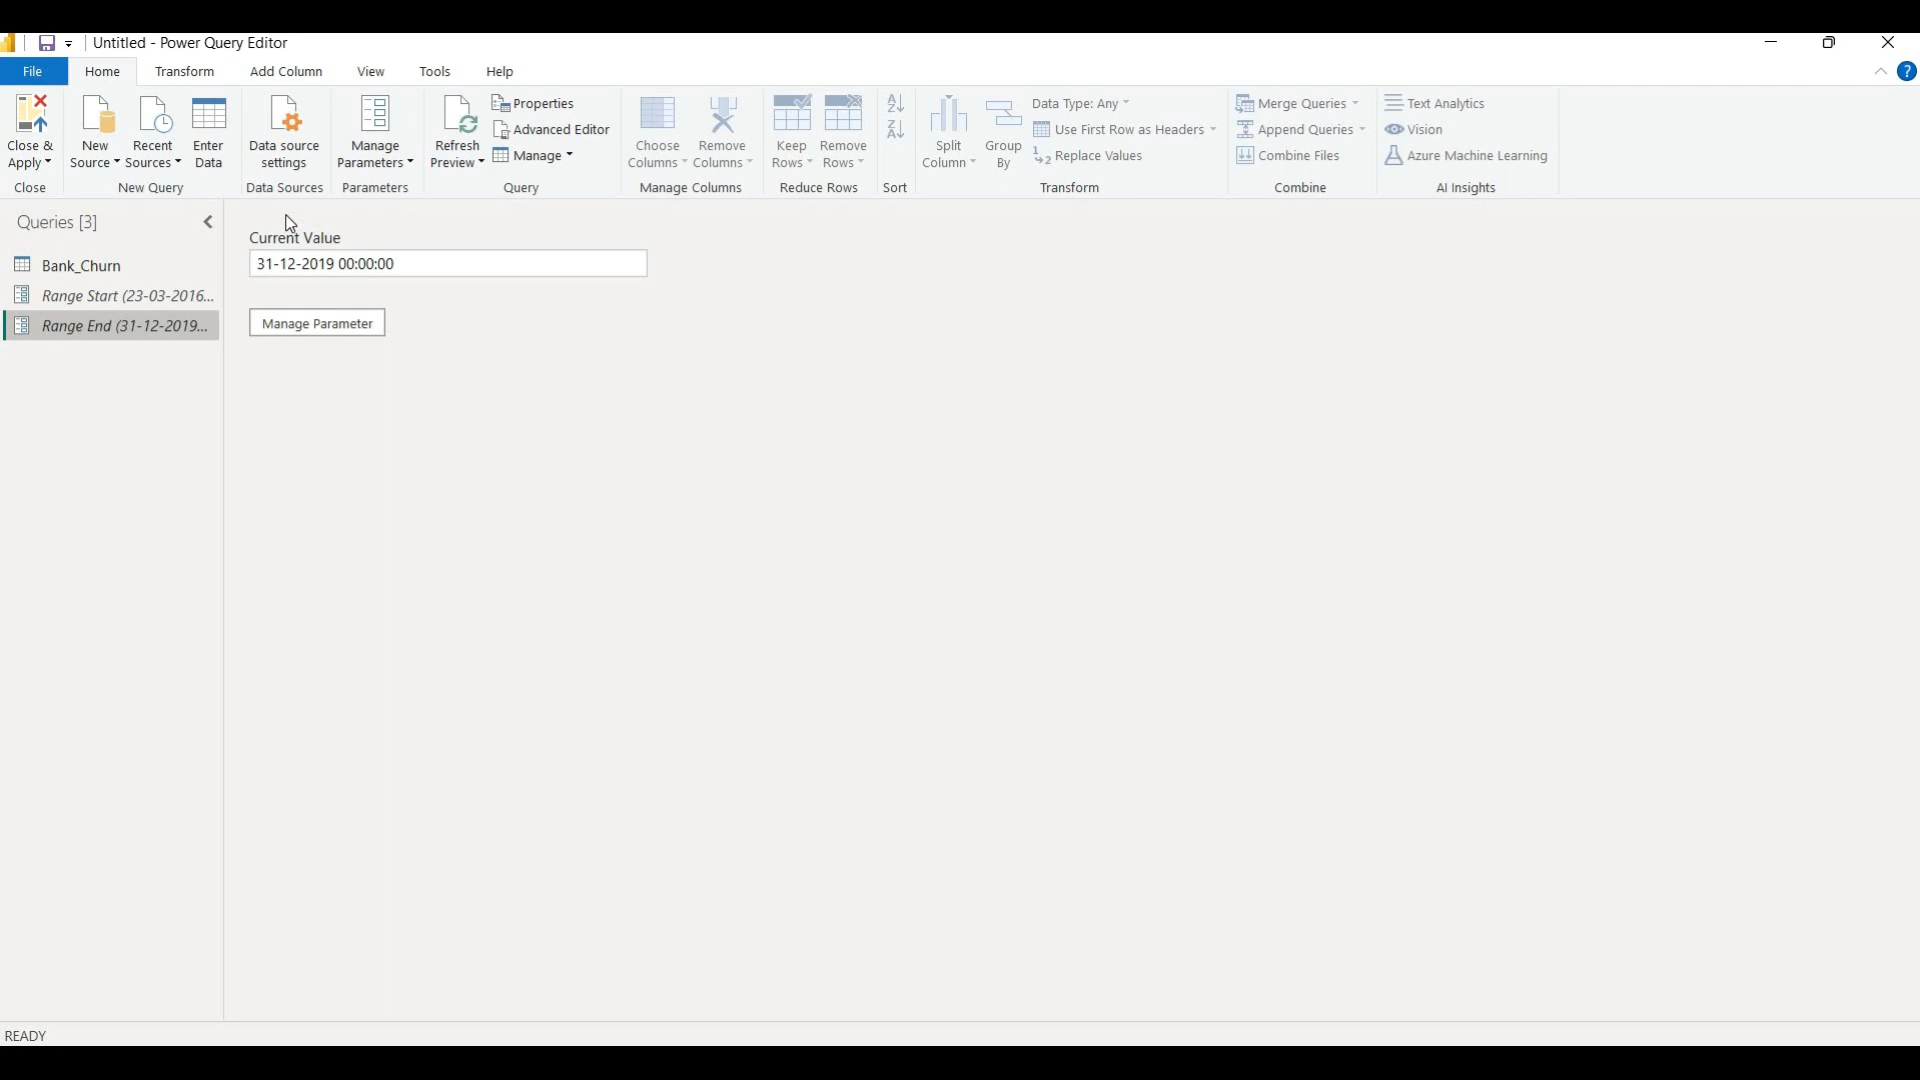 Untitled - Power Query Editor
File Home Transform Add Column View Tools Help
?
Close & Apply
New Source
Recent Sources
Enter Data
Data source settings
Manage Parameters
Refresh Preview
Properties
Advanced Editor
Manage
Choose Columns
Remove Columns
Keep Rows
Remove Rows
A Z
Z A
Split Column
Group By
Data Type: Any
Use First Row as Headers
1 2 Replace Values
Merge Queries
Append Queries
Combine Files
Text Analytics
Vision
Azure Machine Learning
Close New Query Data Sources Parameters Query Manage Columns Reduce Rows Sort Transform Combine AI Insights
Queries [3]
Bank_Churn
Range Start (23-03-2016...
Range End (31-12-2019...
Current Value
31-12-2019 00:00:00
Manage Parameter
READY